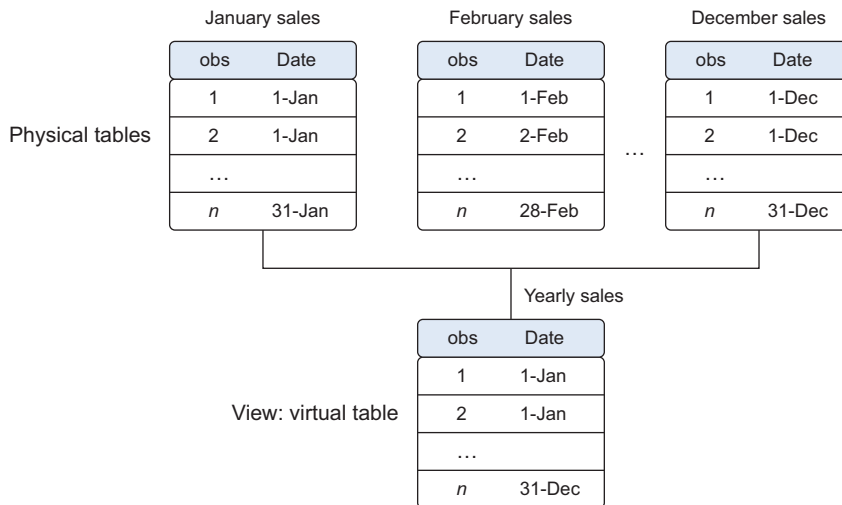 January sales
February sales
December sales
obs Date
obs Date
obs Date
1 1-Jan
1 1-Feb
1 1-Dec
Physical tables
2 1-Jan
2 2-Feb
...
2 1-Dec
…
…
…
n 31-Jan
n 28-Feb
n 31-Dec
Yearly sales
obs Date
1 1-Jan
View: virtual table
2 1-Jan
…
n 31-Dec